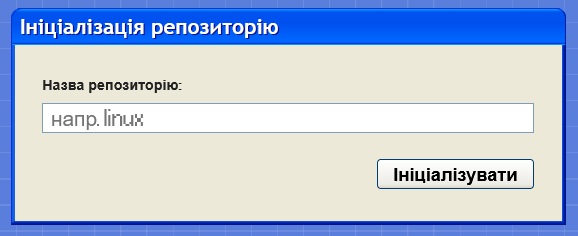 Ініціалізація репозиторію
Назва репозиторію:
напр. linux
Ініціалізувати